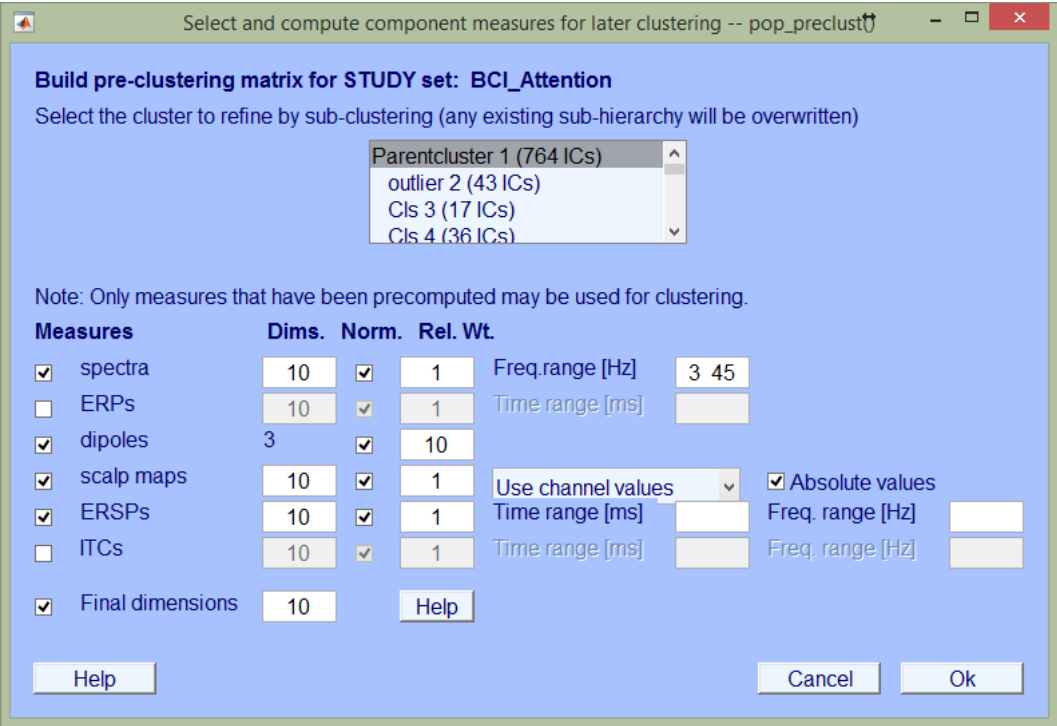 Select and compute component measures for later clustering -- pop_preclust()
Build pre-clustering matrix for STUDY set: BCI_Attention
Select the cluster to refine by sub-clustering (any existing sub-hierarchy will be overwritten)
Parentcluster 1 (764 ICs)
outlier 2 (43 ICs)
Cls 3 (17 ICs)
Cls 4 (36 ICs)
Note: Only measures that have been precomputed may be used for clustering.
Measures Dims. Norm. Rel. Wt.
spectra 10 1 Freq.range [Hz] 3 45
ERPs 10 1 Time range [ms]
dipoles 3 10
scalp maps 10 1 Use channel values Absolute values
ERSPs 10 1 Time range [ms] Freq. range [Hz]
ITCs 10 1 Time range [ms] Freq. range [Hz]
Final dimensions 10 Help
Help Cancel Ok